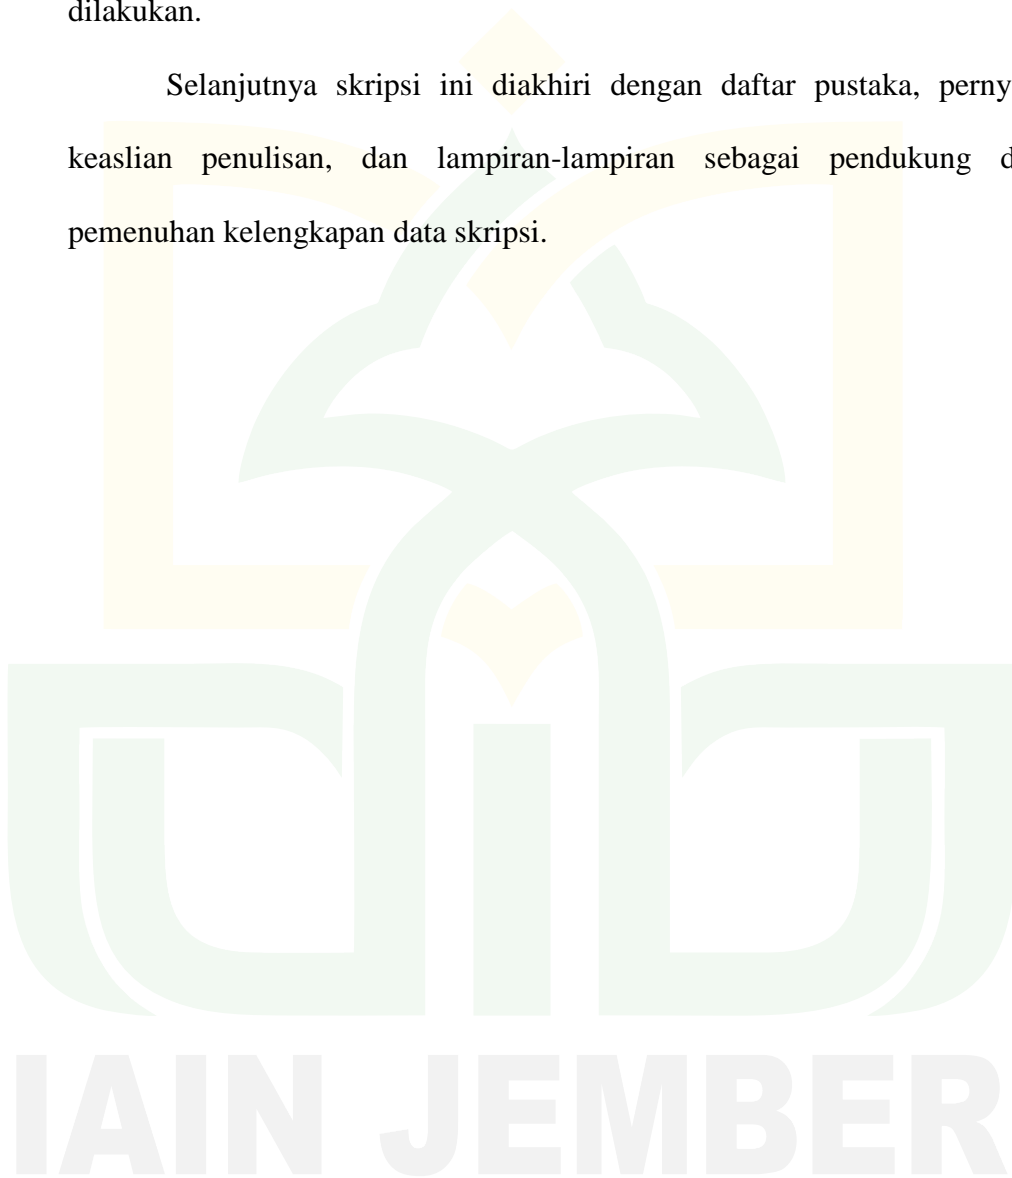 dilakukan.
Selanjutnya skripsi ini diakhiri dengan daftar pustaka, perny
keaslian penulisan, dan lampiran-lampiran sebagai pendukung d
pemenuhan kelengkapan data skripsi.
IAIN JEMBER